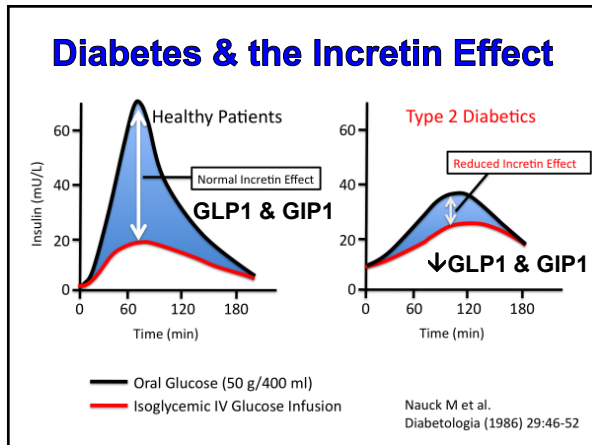 Diabetes & the Incretin Effect
Healthy Patients
Normal Incretin Effect
GLP1 & GIP1
Insulin (mU/L)
60
40
20
0
0 60 120 180
Time (min)
Type 2 Diabetics
Reduced Incretin Effect
↓GLP1 & GIP1
60
40
20
0
0 60 120 180
Time (min)
Oral Glucose (50 g/400 ml)
Isoglycemic IV Glucose Infusion
Nauck M et al.
Diabetologia (1986) 29:46-52